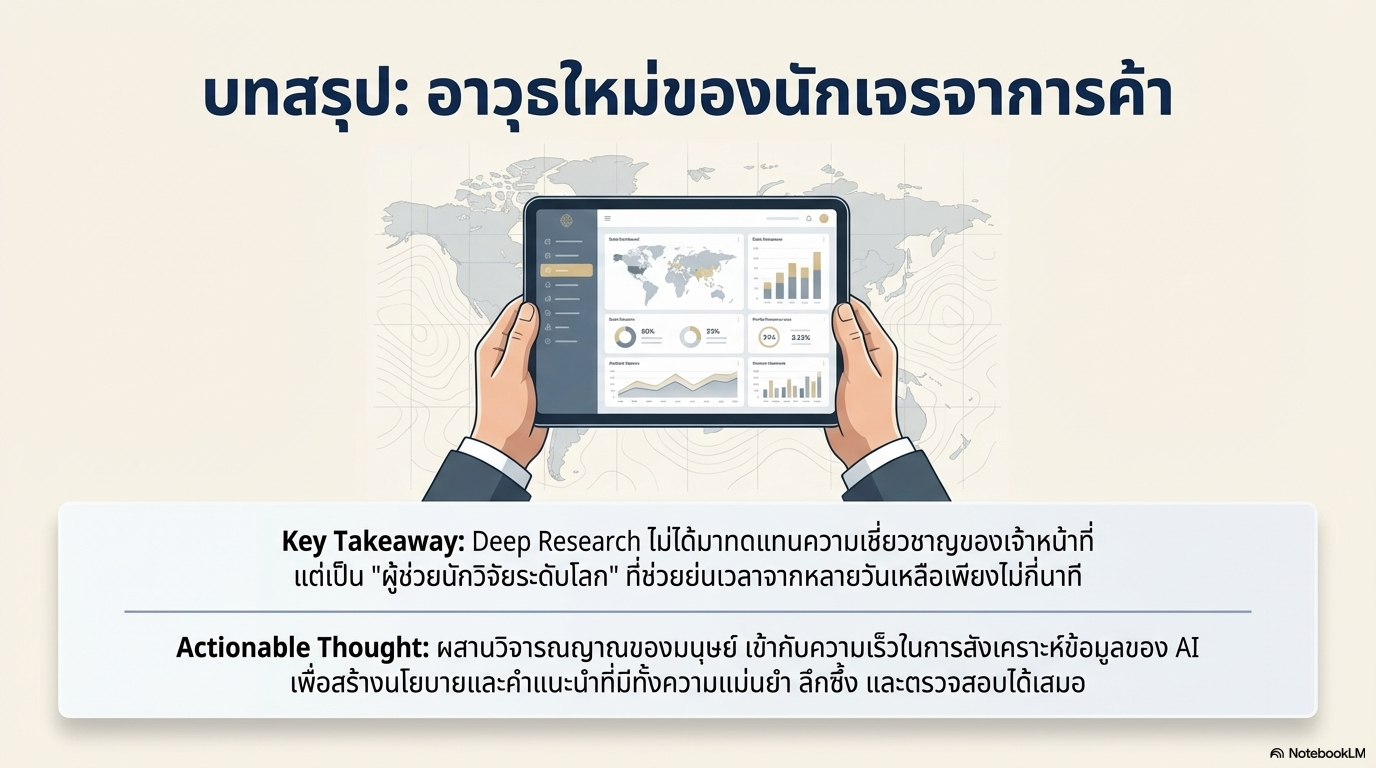 บทสรุป: อาวุธใหม่ของนักเจรจาการค้า
80%
Key Takeaway: Deep Research ไม่ได้มาทดแทนความเชี่ยวชาญของเจ้าหน้าที่
แต่เป็น "ผู้ช่วยนักวิจัยระดับโลก" ที่ช่วยย่นเวลาจากหลายวันเหลือเพียงไม่กี่นาที
Actionable Thought: ผสานวิจารณญาณของมนุษย์ เข้ากับความเร็วในการสังเคราะห์ข้อมูลของ AI
เพื่อสร้างนโยบายและคำแนะนำที่มีทั้งความแม่นยำ ลึกซึ้ง และตรวจสอบได้เสมอ
NotebookLM